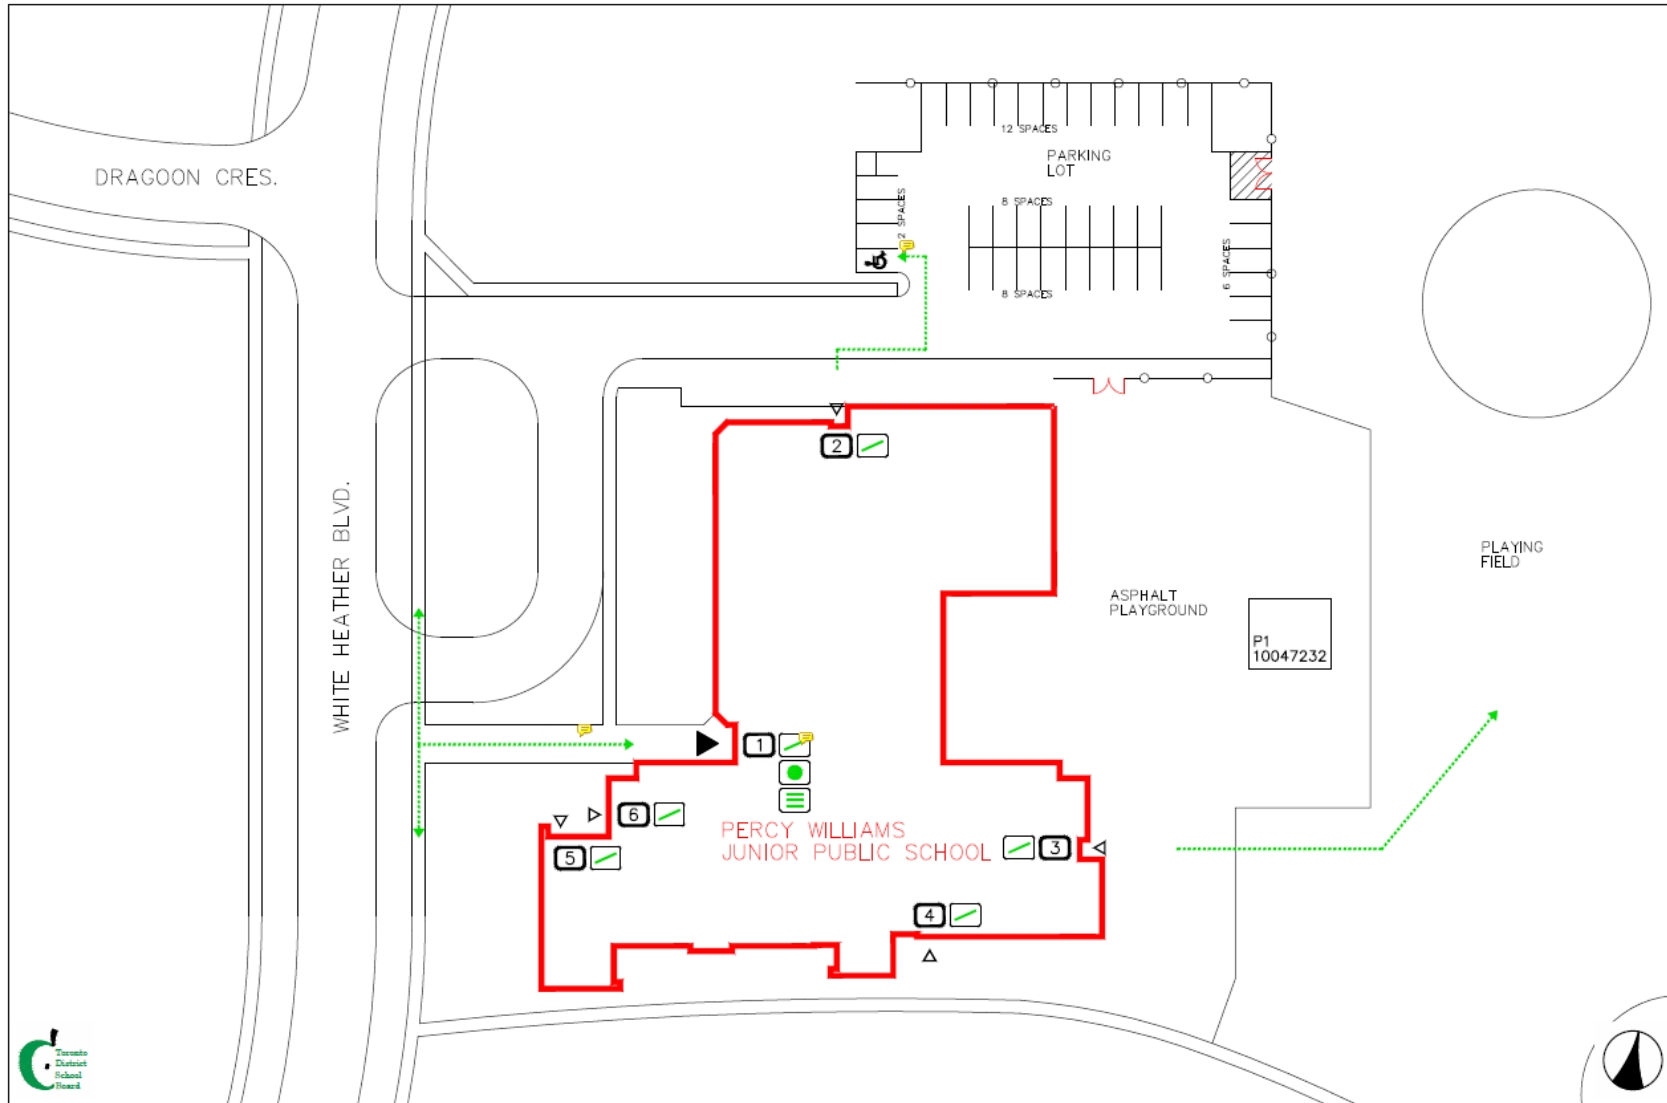 12 SPACES
PARKING
LOT
DRAGOON CRES.
2 SPACES
8 SPACES
6 SPACES
8 SPACES
2
WHITE HEATHER BLVD.
PLAYING
FIELD
ASPHALT
PLAYGROUND
P1
10047232
1
6
PERCY WILLIAMS
JUNIOR PUBLIC SCHOOL
3
5
4
Toronto
District
School
Board